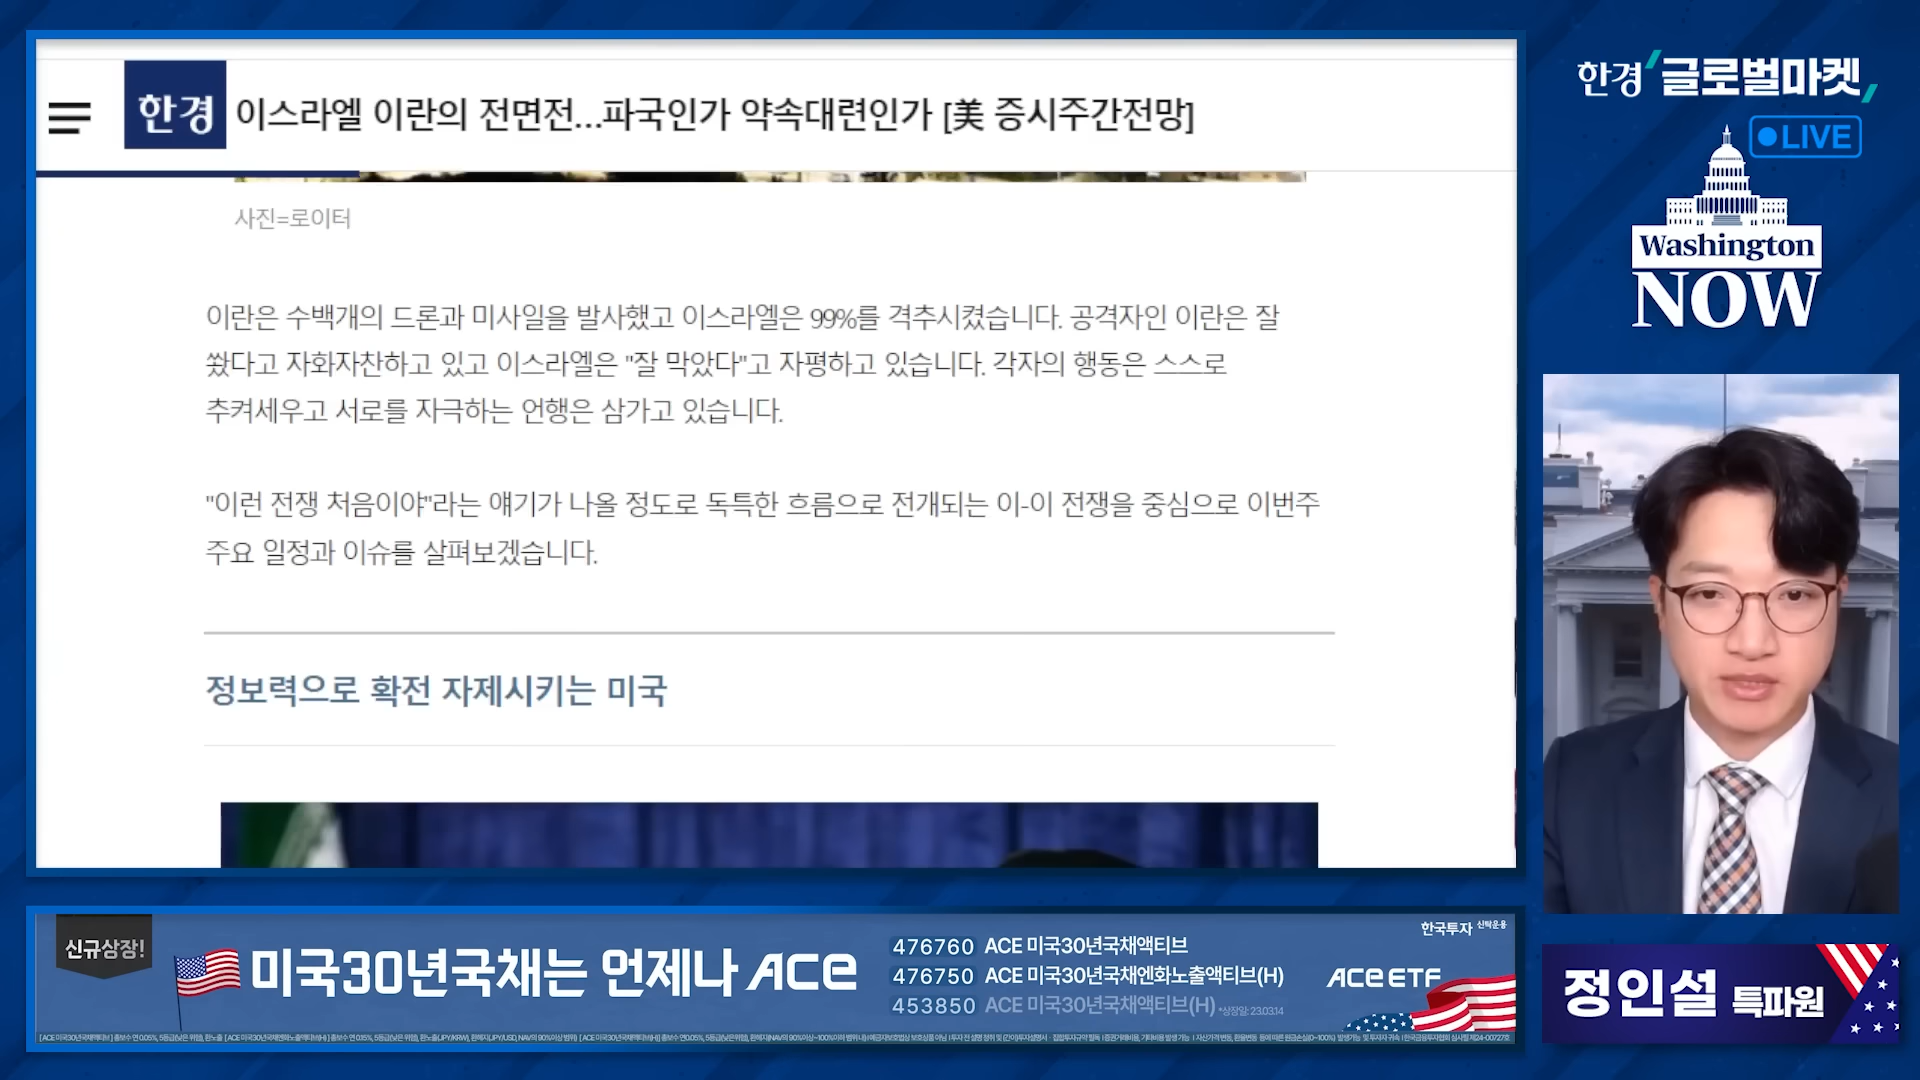 한경 이스라엘 이란의 전면전...파국인가 약속대련인가 [美 증시주간전망]
사진=로이터
이란은 수백개의 드론과 미사일을 발사했고 이스라엘은 99%를 격추시켰습니다. 공격자인 이란은 잘
쐈다고 자화자찬하고 있고 이스라엘은 "잘 막았다"고 자평하고 있습니다. 각자의 행동은 스스로
추켜세우고 서로를 자극하는 언행은 삼가고 있습니다.
"이런 전쟁 처음이야"라는 얘기가 나올 정도로 독특한 흐름으로 전개되는 이-이 전쟁을 중심으로 이번주
주요 일정과 이슈를 살펴보겠습니다.
정보력으로 확전 자제시키는 미국
한경 글로벌마켓
LIVE
Washington
NOW
정인설 특파원
신규상장!
미국30년국채는 언제나 ACE
476760 ACE 미국30년국채액티브
476750 ACE 미국30년국채엔화노출액티브(H)
453850 ACE 미국30년국채액티브(H) *상장일: 23.03.14
한국투자 신탁운용
ACE ETF